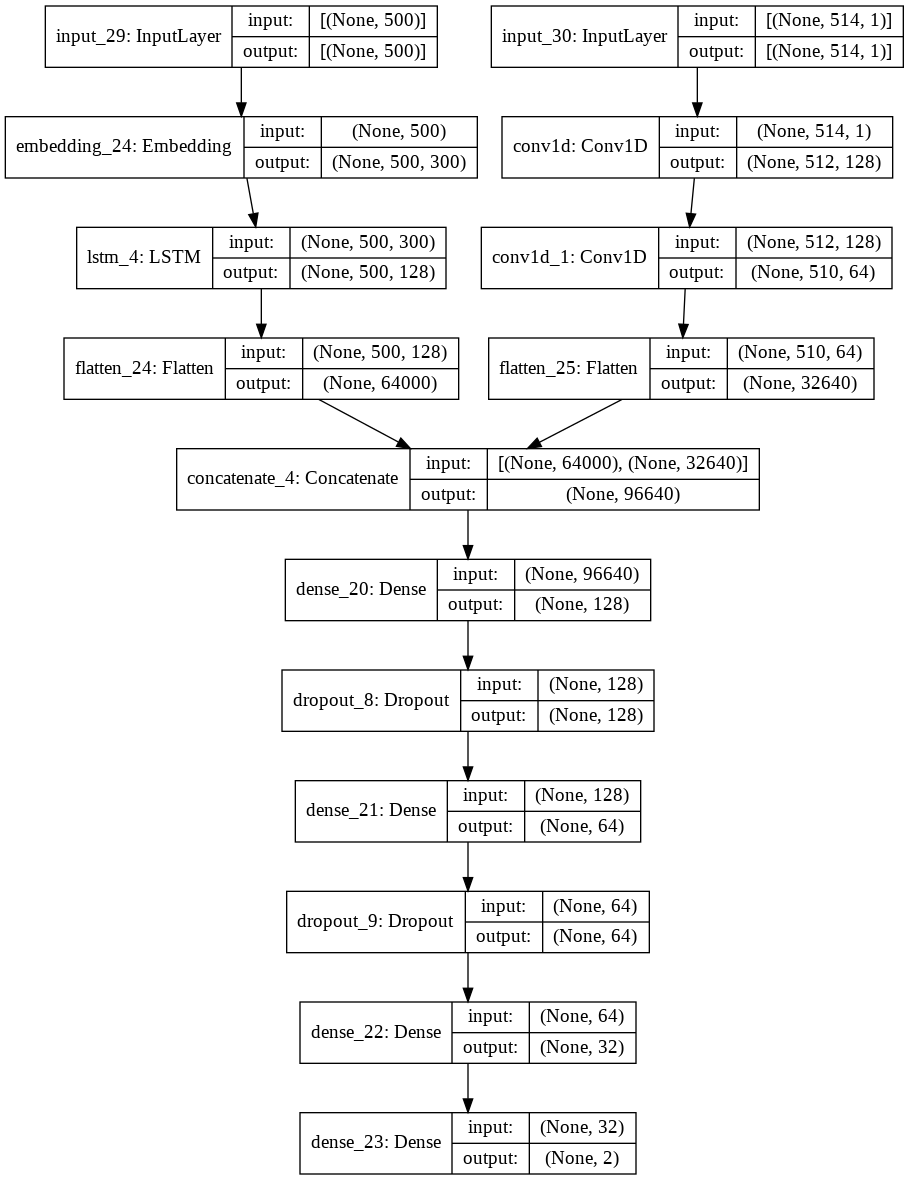 input_29: InputLayer
input: [(None, 500)]
output: [(None, 500)]
input_30: InputLayer
input: [(None, 514, 1)]
output: [(None, 514, 1)]
embedding_24: Embedding
input: (None, 500)
output: (None, 500, 300)
conv1d: Conv1D
input: (None, 514, 1)
output: (None, 512, 128)
lstm_4: LSTM
input: (None, 500, 300)
output: (None, 500, 128)
conv1d_1: Conv1D
input: (None, 512, 128)
output: (None, 510, 64)
flatten_24: Flatten
input: (None, 500, 128)
output: (None, 64000)
flatten_25: Flatten
input: (None, 510, 64)
output: (None, 32640)
concatenate_4: Concatenate
input: [(None, 64000), (None, 32640)]
output: (None, 96640)
dense_20: Dense
input: (None, 96640)
output: (None, 128)
dropout_8: Dropout
input: (None, 128)
output: (None, 128)
dense_21: Dense
input: (None, 128)
output: (None, 64)
dropout_9: Dropout
input: (None, 64)
output: (None, 64)
dense_22: Dense
input: (None, 64)
output: (None, 32)
dense_23: Dense
input: (None, 32)
output: (None, 2)